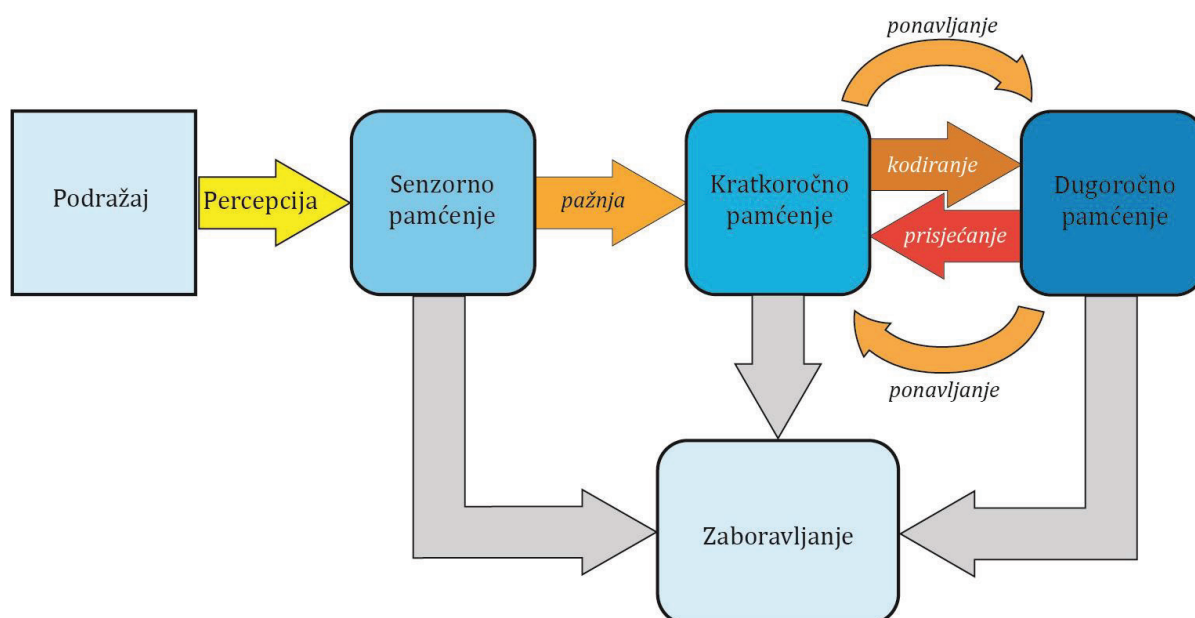 ponavljanje
Podražaj
Percepcija
Senzorno
pamćenje
pažnja
Kratkoročno
pamćenje
kodiranje
prisjećanje
Dugoročno
pamćenje
ponavljanje
Zaboravljanje